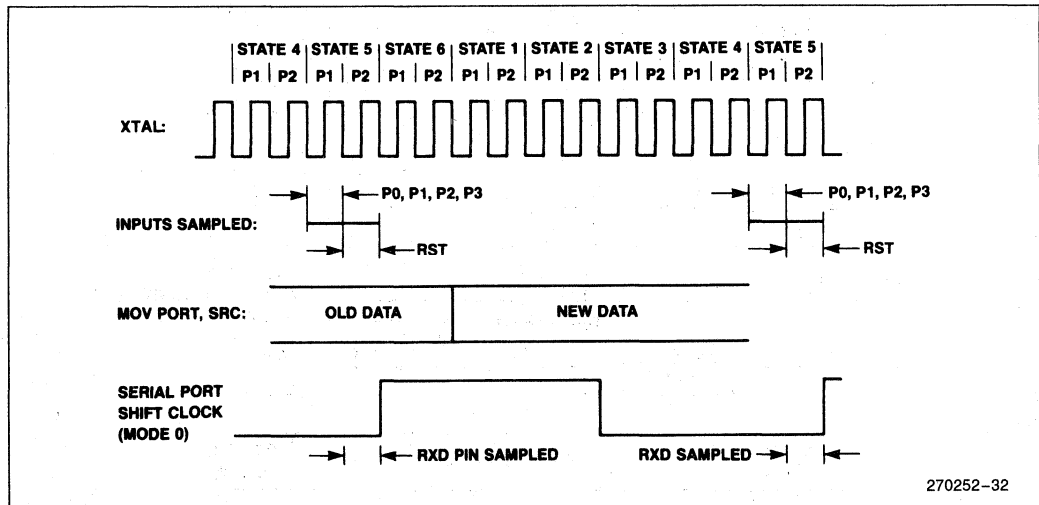 STATE 4 STATE 5 STATE 6 STATE 1 STATE 2 STATE 3 STATE 4 STATE 5
P1 P2 P1 P2 P1 P2 P1 P2 P1 P2 P1 P2 P1 P2 P1 P2
XTAL:
P0, P1, P2, P3 P0, P1, P2, P3
INPUTS SAMPLED:
RST RST
MOV PORT, SRC: OLD DATA NEW DATA
SERIAL PORT
SHIFT CLOCK
(MODE 0)
RXD PIN SAMPLED RXD SAMPLED
270252-32